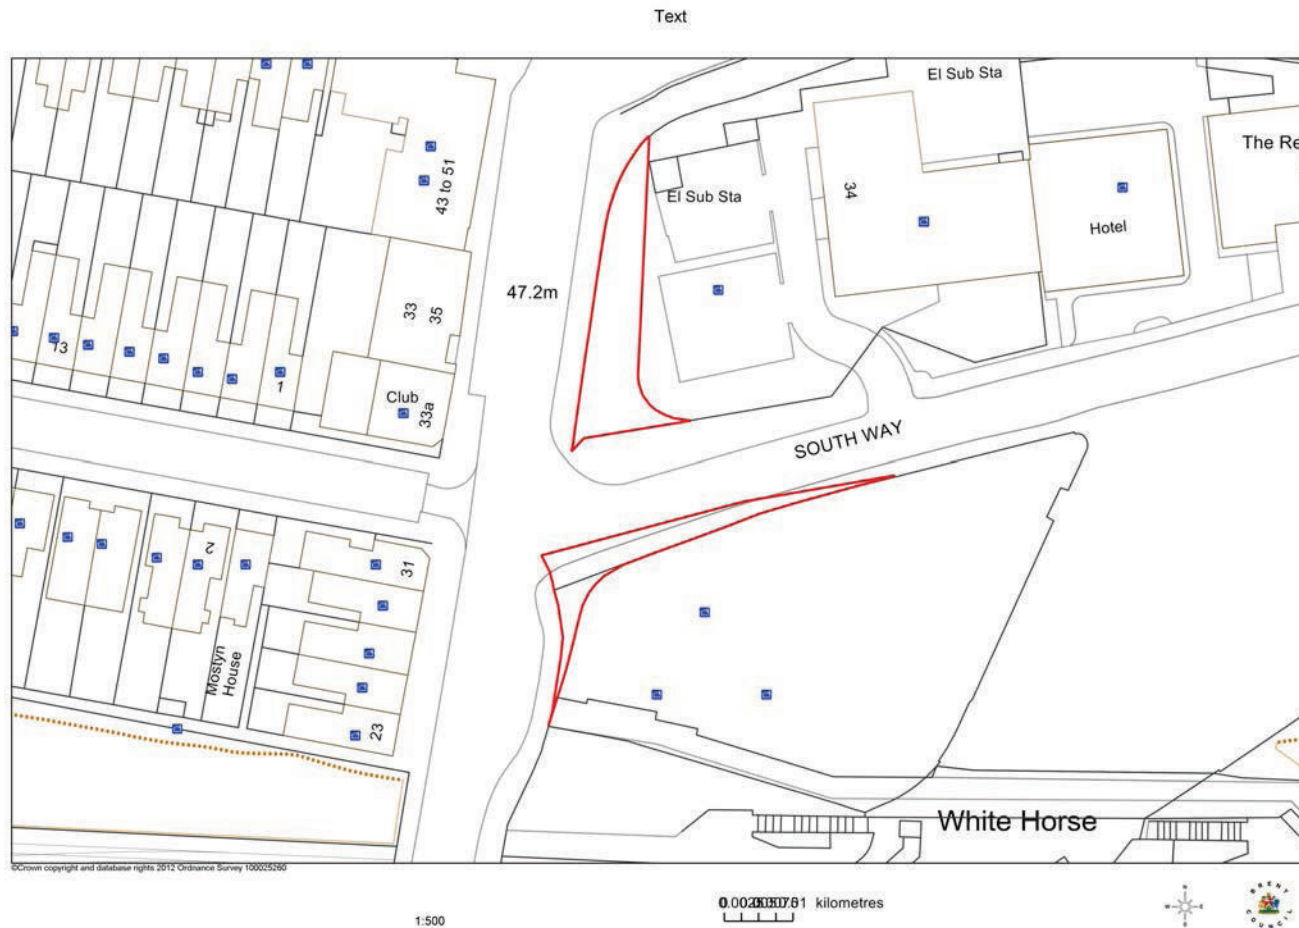 Text
El Sub Sta
The Re
43 to 51
El Sub Sta
34
Hotel
47.2m
33
35
13
1
Club
33a
SOUTH WAY
2
31
Mostyn
House
23
White Horse
©Crown copyright and database rights 2012 Ordnance Survey 100025260
1:500
kilometres
N
W
E
S
BRENT
COUNCIL